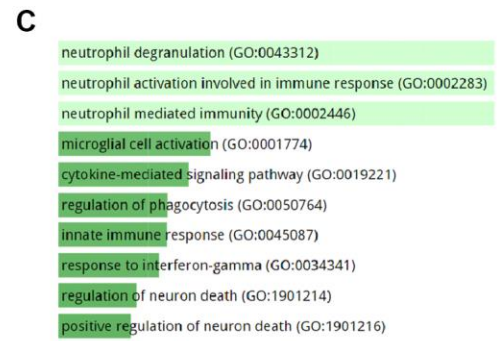 C
neutrophil degranulation (GO:0043312)
neutrophil activation involved in immune response (GO:0002283)
neutrophil mediated immunity (GO:0002446)
microglial cell activation (GO:0001774)
cytokine-mediated signaling pathway (GO:0019221)
regulation of phagocytosis (GO:0050764)
innate immune response (GO:0045087)
response to interferon-gamma (GO:0034341)
regulation of neuron death (GO:1901214)
positive regulation of neuron death (GO:1901216)